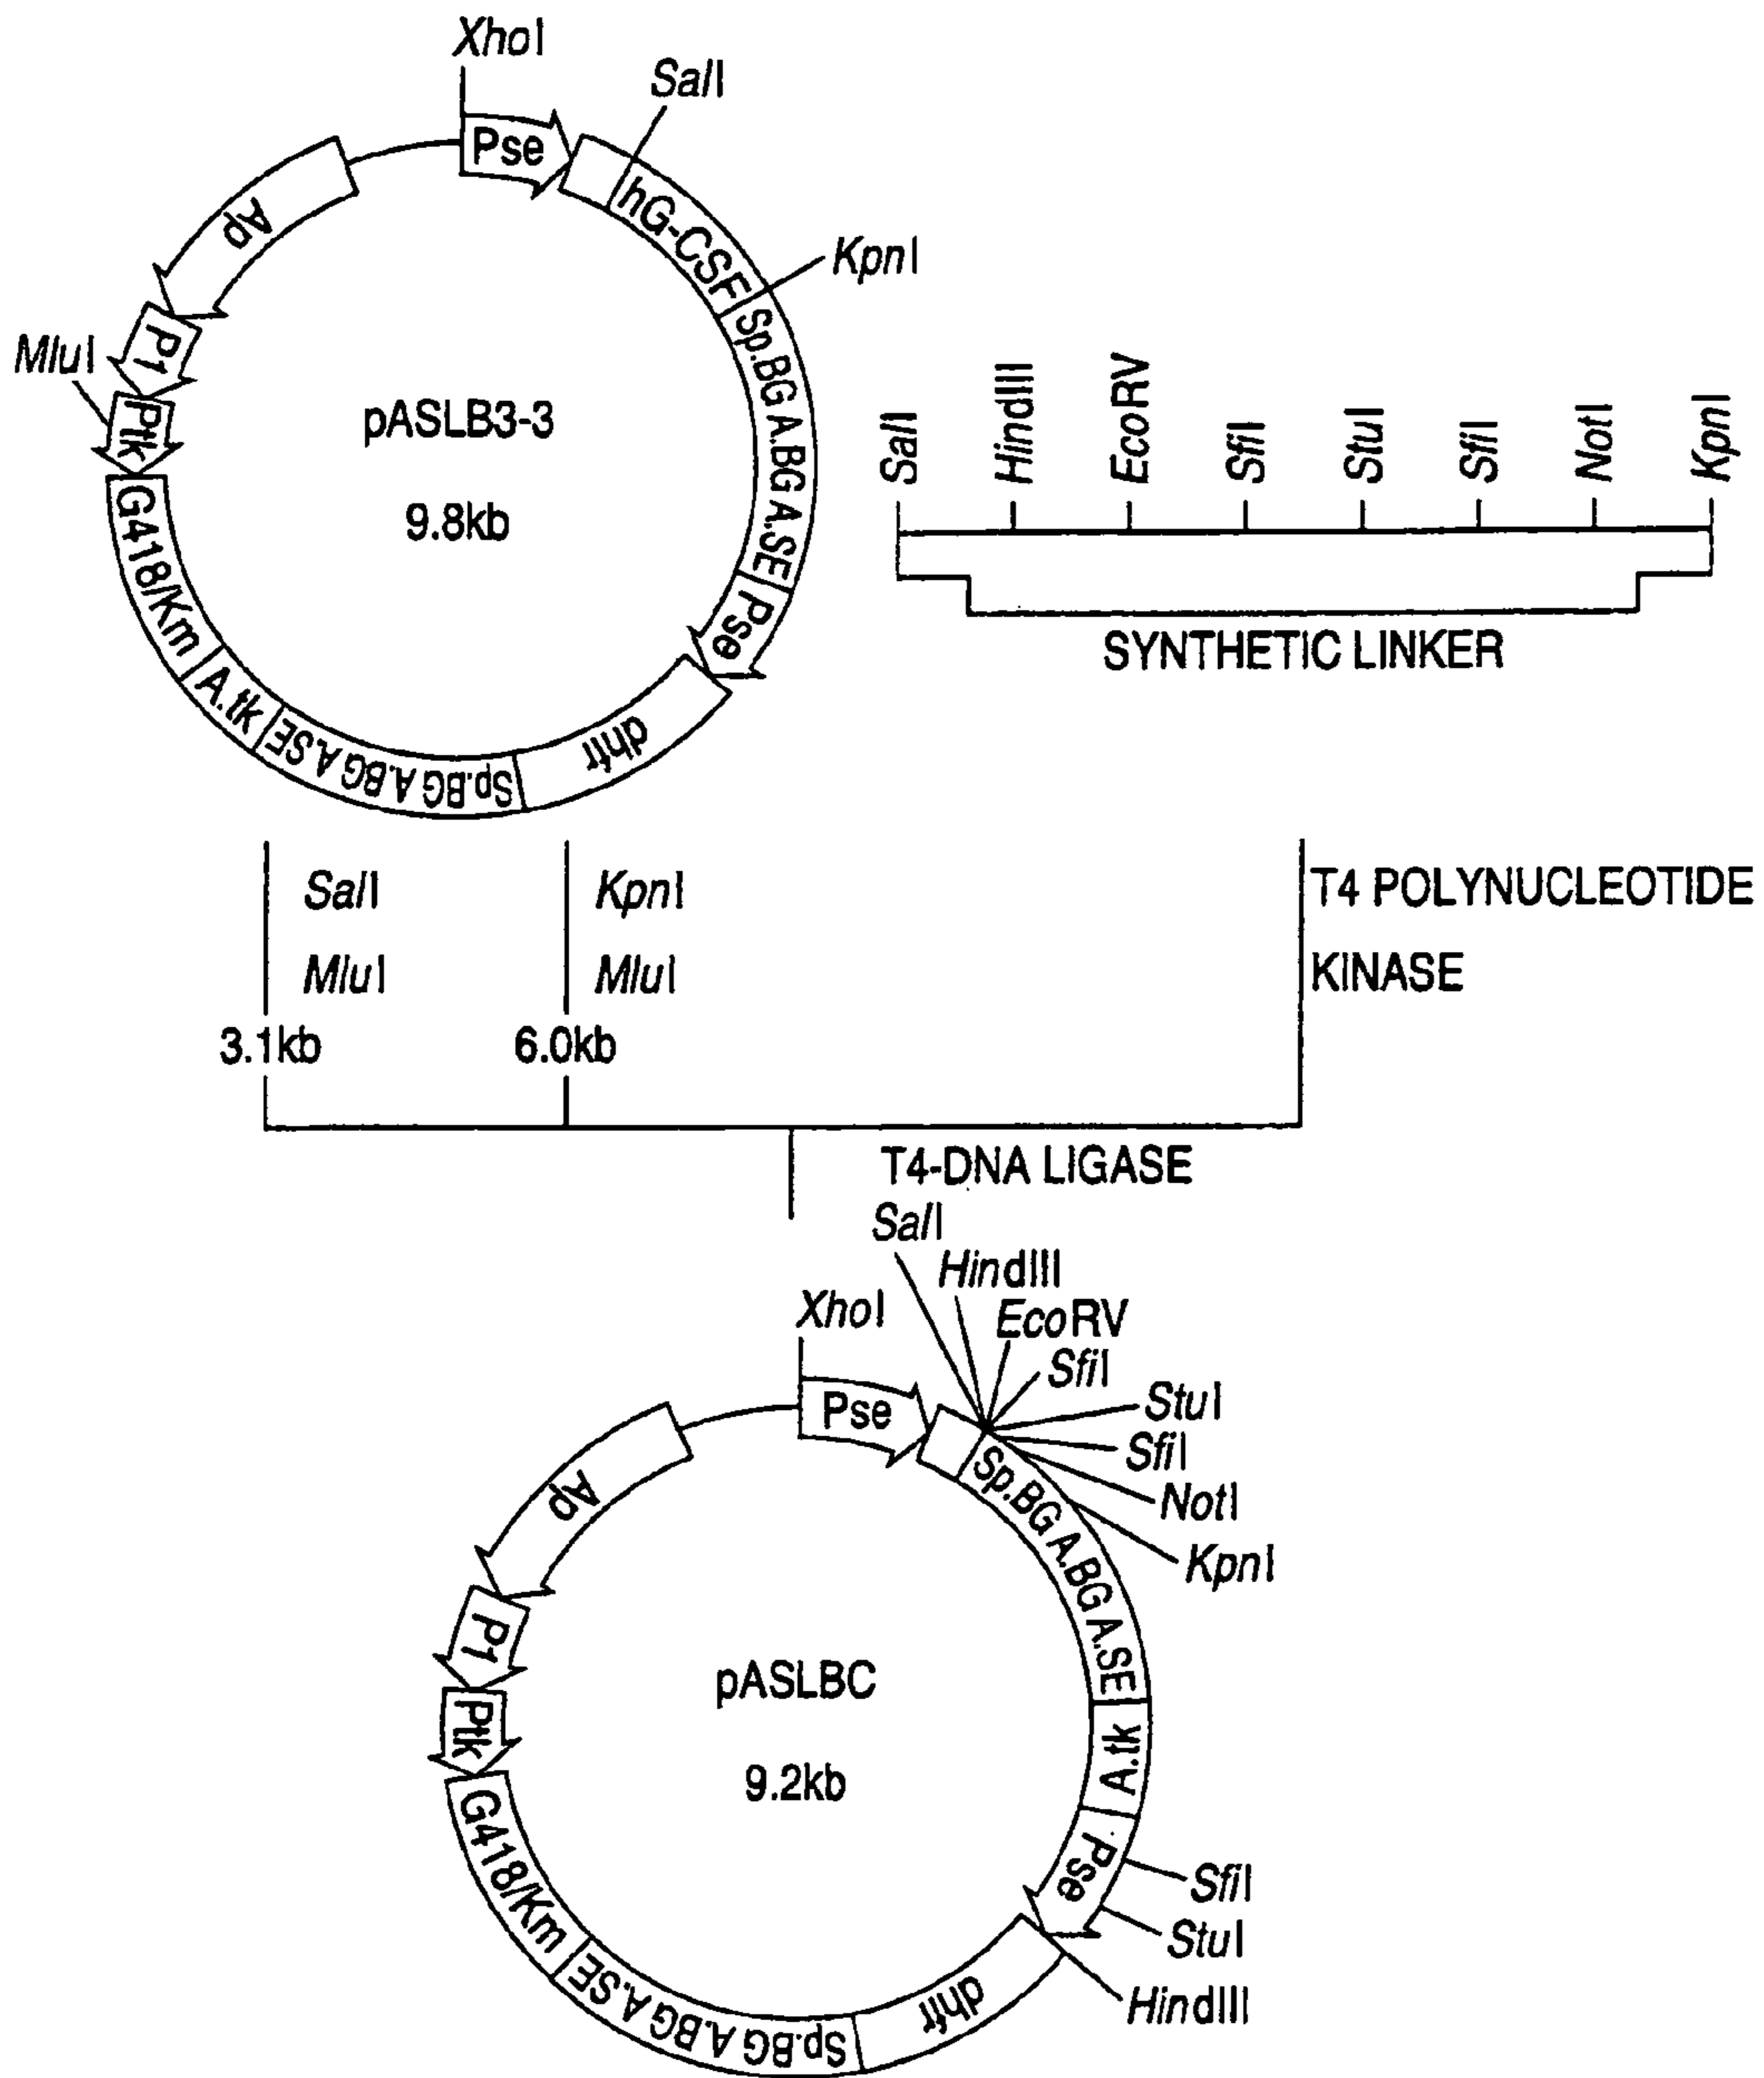 XhoI
SalI
Pse
hG-CSF
KpnI
Sp.BG A.BG A.SE
Pse
dhfr
Sp.BG A.BG A.SE
A.tk
G418/Km
Ptk
MluI
P1
Ap
pASLB3-3
9.8kb
SalI
HindIII
EcoRV
SfiI
StuI
SfiI
NotI
KpnI
SYNTHETIC LINKER
SalI
MluI
3.1kb
KpnI
MluI
6.0kb
T4 POLYNUCLEOTIDE
KINASE
T4-DNA LIGASE
SalI
HindIII
EcoRV
XhoI
SfiI
StuI
SfiI
NotI
KpnI
Pse
Sp.BG A.BG A.SE
A.tk
Pse
SfiI
StuI
HindIII
dhfr
Sp.BG A.BG A.SE
G418/Km
Ptk
P1
Ap
pASLBC
9.2kb